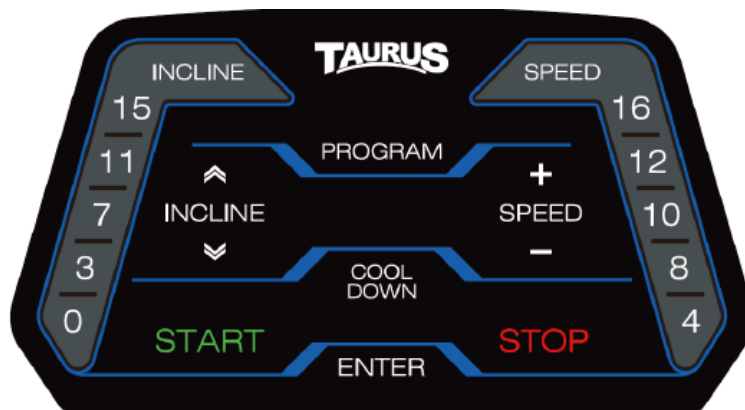 INCLINE
TAURUS
SPEED
15
16
PROGRAM
11
12
+
INCLINE
SPEED
7
10
−
3
8
COOL
DOWN
0
4
START
STOP
ENTER